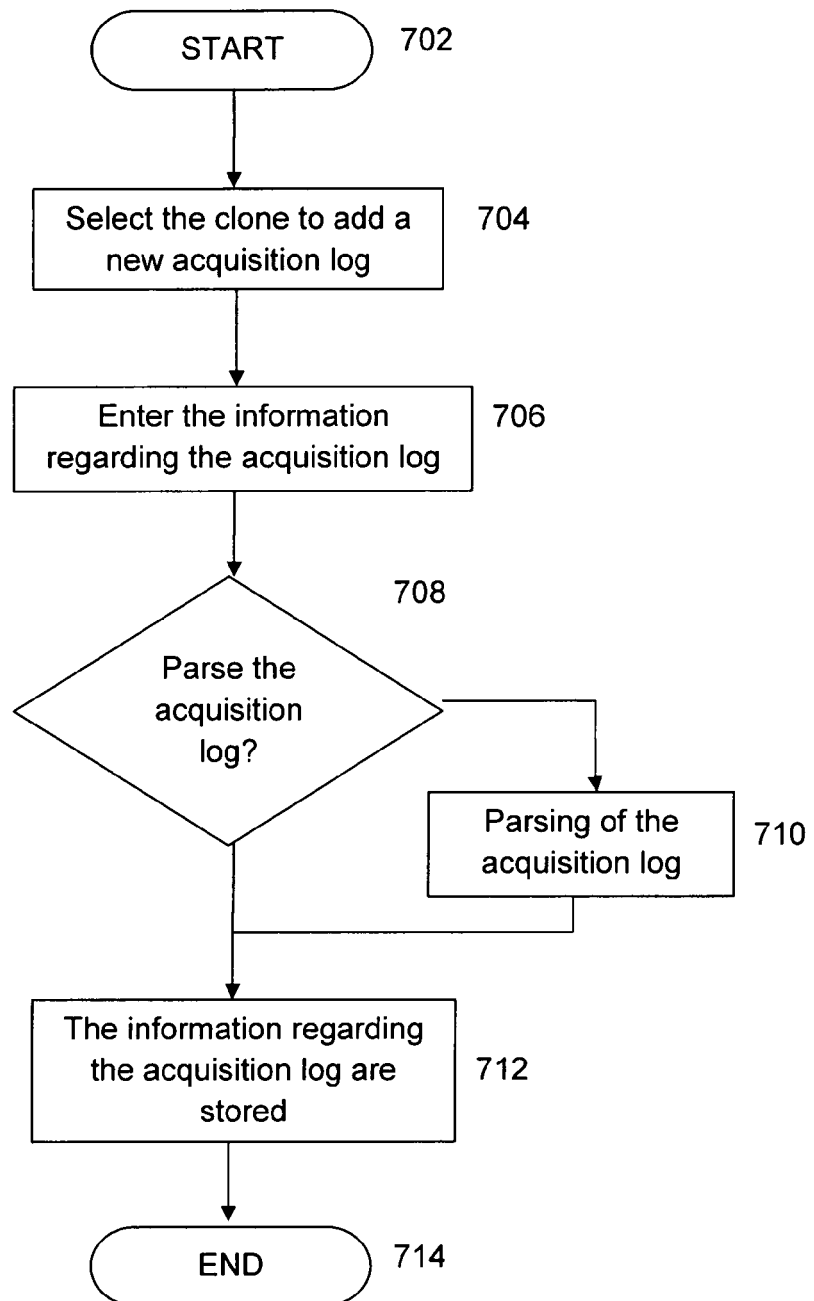 START
702
Select the clone to add a
new acquisition log
704
Enter the information
regarding the acquisition log
706
708
Parse the
acquisition
log?
Parsing of the
acquisition log
710
The information regarding
the acquisition log are
stored
712
END
714